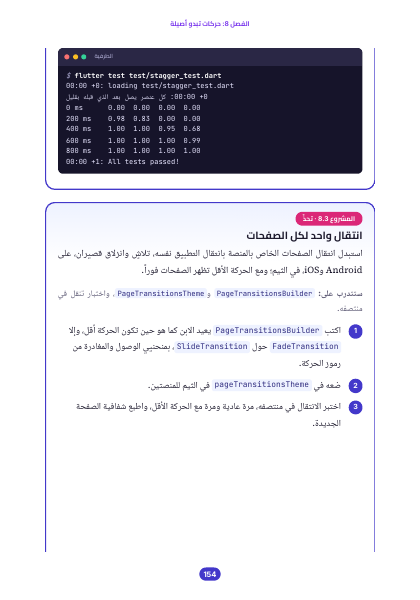 الفصل 8: حركات تبدو أصيلة
الطرفية
$ flutter test test/stagger_test.dart
00:00 +0: loading test/stagger_test.dart
00:00 +0: كل عنصر يصل بعد الذي قبله بقليل
0 ms 0.00 0.00 0.00 0.00
200 ms 0.98 0.83 0.00 0.00
400 ms 1.00 1.00 0.95 0.68
600 ms 1.00 1.00 1.00 0.99
800 ms 1.00 1.00 1.00 1.00
00:00 +1: All tests passed!
المشروع 8.3 · تحدٍّ
انتقال واحد لكل الصفحات
استبدل انتقال الصفحات الخاص بالمنصة بانتقال التطبيق نفسه، تلاشٍ وانزلاق قصيران، على
Android وiOS، في الثيم؛ ومع الحركة الأقل تظهر الصفحات فوراً.
ستتدرب على: PageTransitionsBuilder وPageTransitionsTheme، واختبار تنقل في
منتصفه.
1 اكتب PageTransitionsBuilder يعيد الابن كما هو حين تكون الحركة أقل، وإلا
FadeTransition حول SlideTransition، بمنحنيي الوصول والمغادرة من
رموز الحركة.
2 ضعه في pageTransitionsTheme في الثيم للمنصتين.
3 اختبر الانتقال في منتصفه، مرة عادية ومرة مع الحركة الأقل، واطبع شفافية الصفحة
الجديدة.
154